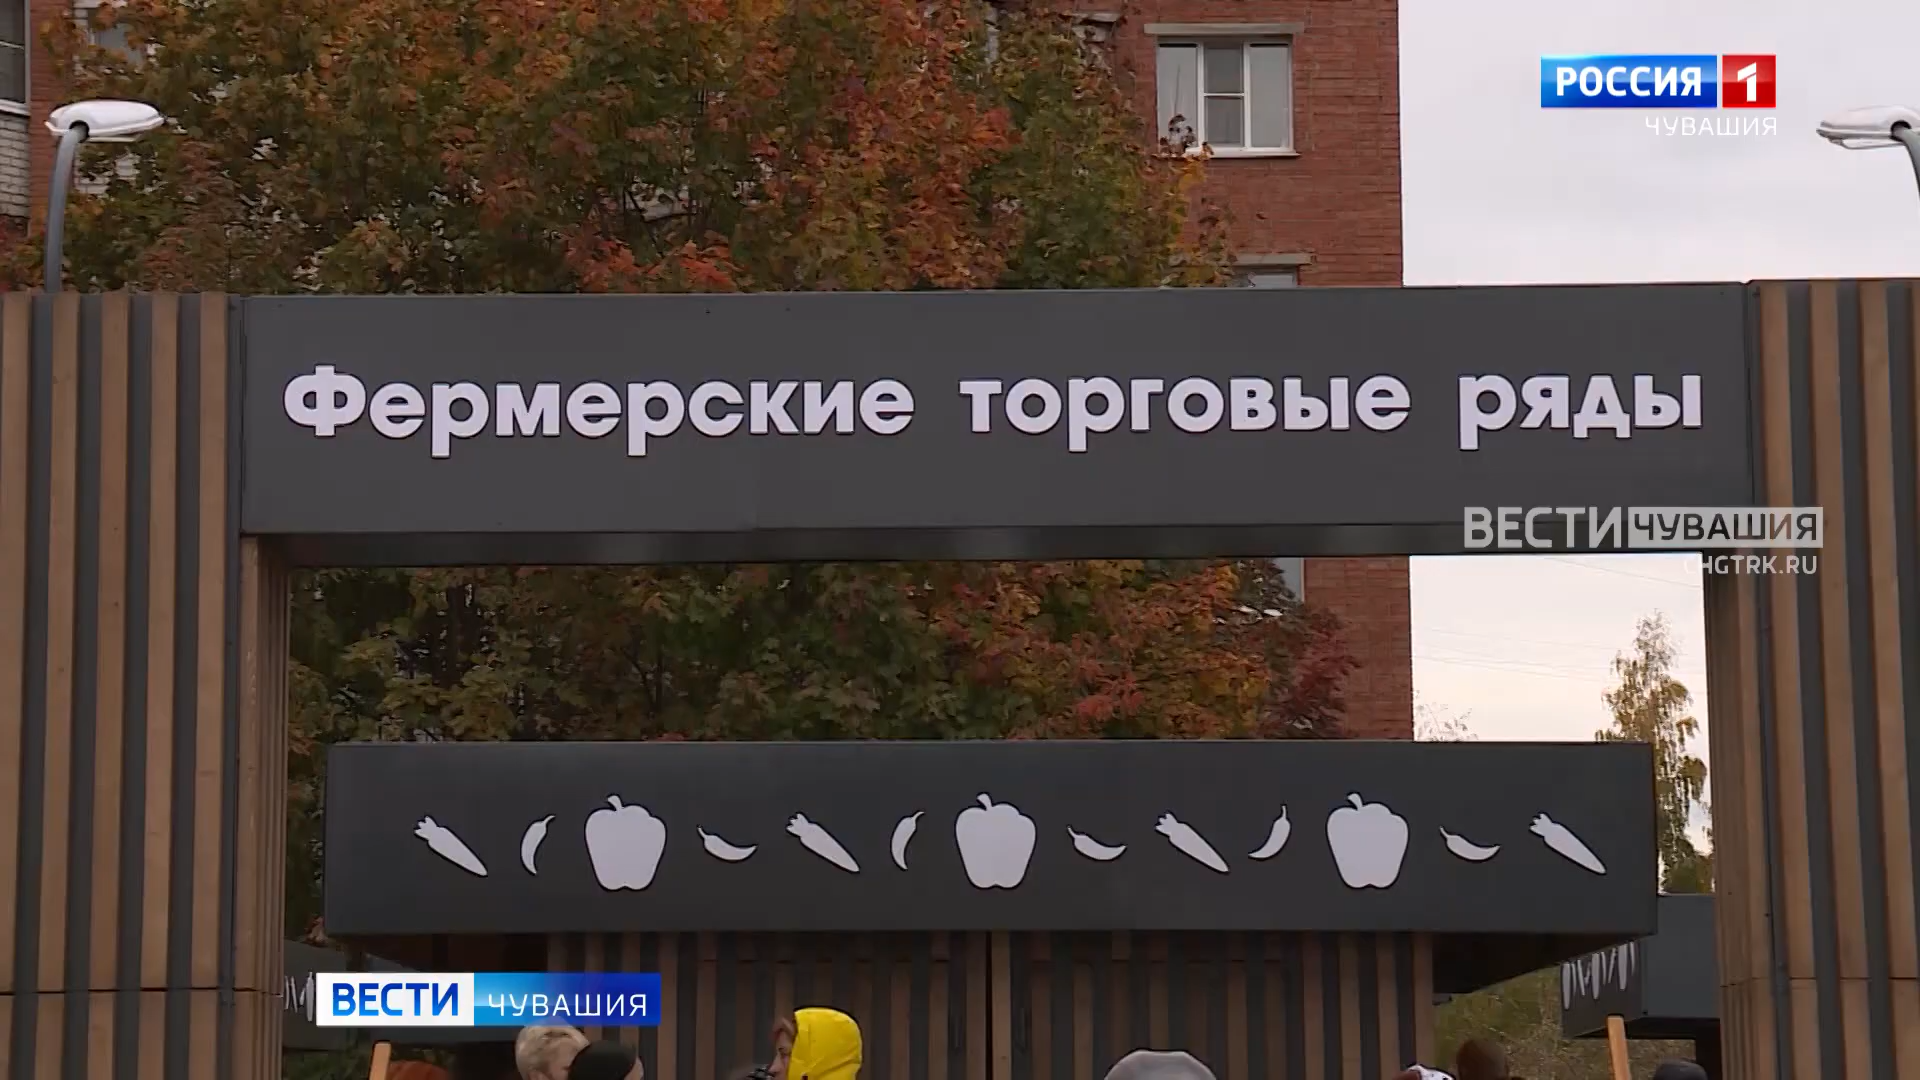 РОССИЯ 1
ЧУВАШИЯ
Фермерские торговые ряды
ВЕСТИ ЧУВАШИЯ
CHGTRK.RU
ВЕСТИ ЧУВАШИЯ